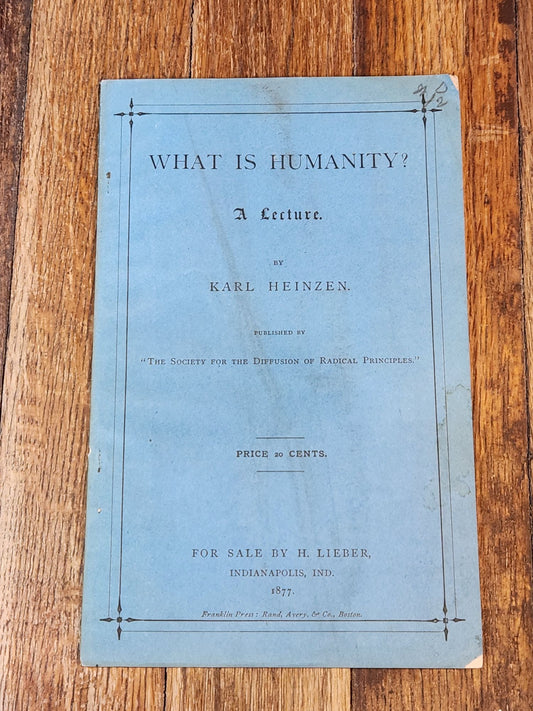 WHAT IS HUMANITY?
A Lecture.
BY
KARL HEINZEN.
PUBLISHED BY
"THE SOCIETY FOR THE DIFFUSION OF RADICAL PRINCIPLES."
PRICE 20 CENTS.
FOR SALE BY H. LIEBER,
INDIANAPOLIS, IND.
1877.
Franklin Press: Rand, Avery, & Co., Boston.